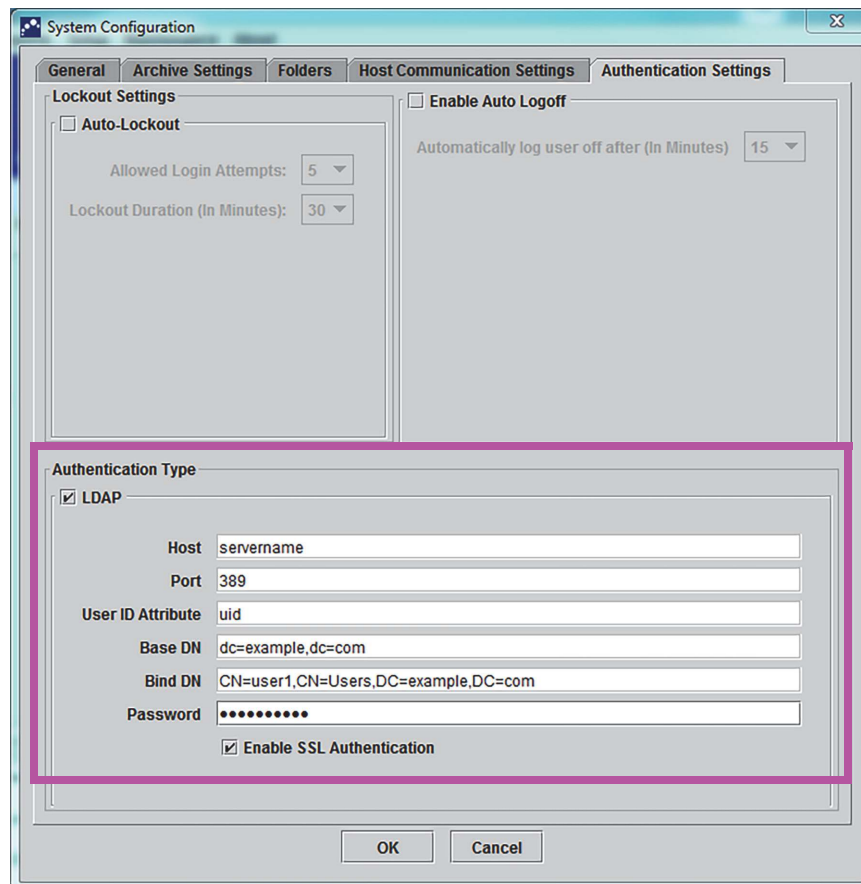 System Configuration
General Archive Settings Folders Host Communication Settings Authentication Settings
Lockout Settings
Auto-Lockout
Allowed Login Attempts: 5
Lockout Duration (In Minutes): 30
Enable Auto Logoff
Automatically log user off after (In Minutes) 15
Authentication Type
LDAP
Host servername
Port 389
User ID Attribute uid
Base DN dc=example,dc=com
Bind DN CN=user1,CN=Users,DC=example,DC=com
Password ••••••••••
Enable SSL Authentication
OK Cancel